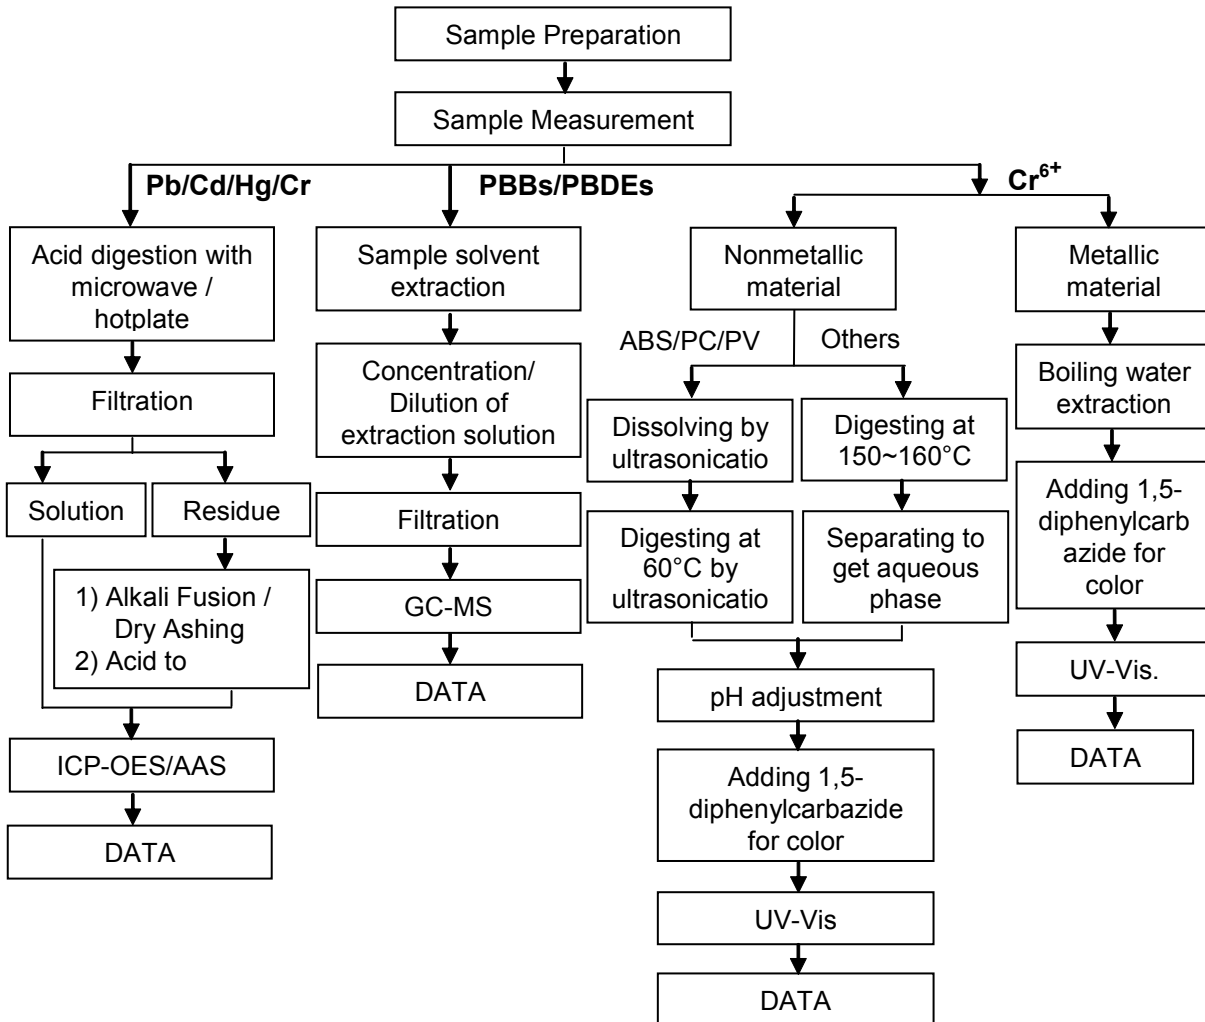 Sample Preparation
Sample Measurement
Pb/Cd/Hg/Cr
PBBs/PBDEs
Cr⁶⁺
Acid digestion with
microwave /
hotplate
Filtration
Solution
Residue
1) Alkali Fusion /
Dry Ashing
2) Acid to
ICP-OES/AAS
DATA
Sample solvent
extraction
Concentration/
Dilution of
extraction solution
Filtration
GC-MS
DATA
Nonmetallic
material
ABS/PC/PV
Others
Dissolving by
ultrasonicatio
Digesting at
60°C by
ultrasonicatio
Digesting at
150~160°C
Separating to
get aqueous
phase
pH adjustment
Adding 1,5-
diphenylcarbazide
for color
UV-Vis
DATA
Metallic
material
Boiling water
extraction
Adding 1,5-
diphenylcarb
azide for
color
UV-Vis.
DATA